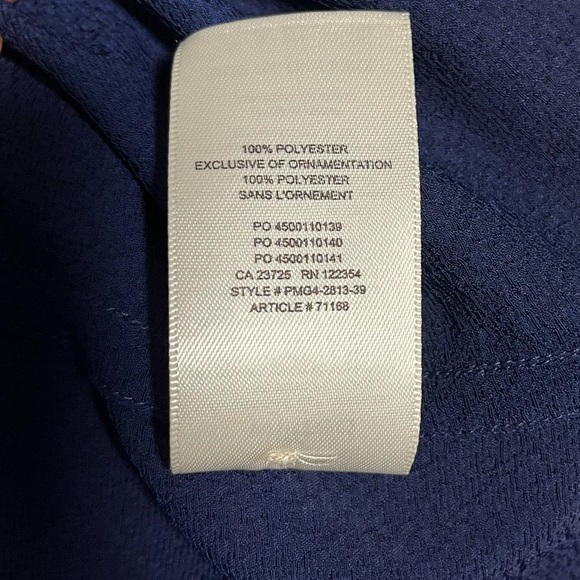 100% POLYESTER
EXCLUSIVE OF ORNAMENTATION
100% POLYESTER
SANS L'ORNEMENT
PO 4500110139
PO 4500110140
PO 4500110141
CA 23725 RN 122354
STYLE # PMG4-2813-39
ARTICLE # 71168